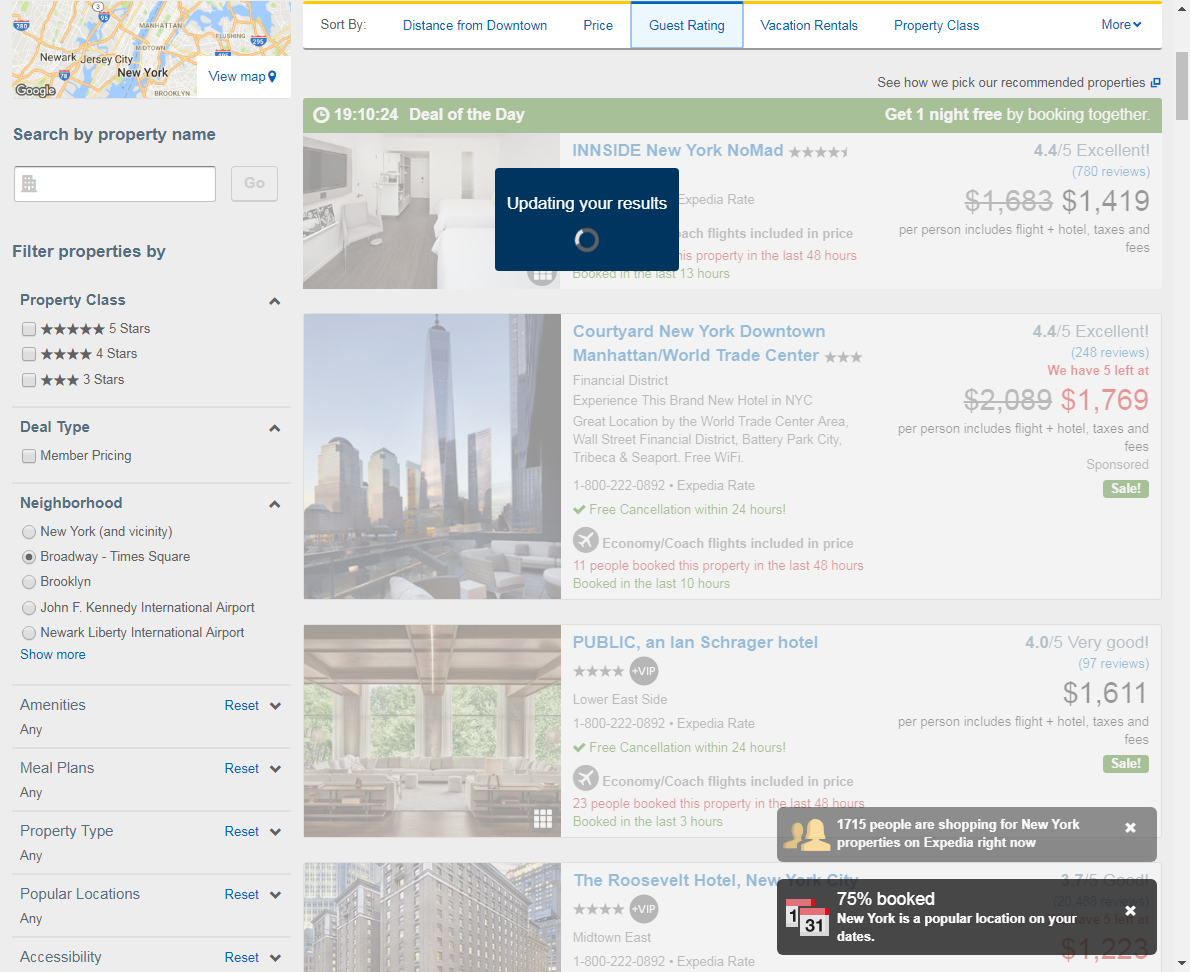 3
95
280
MANHATTAN
FLUSHING
MIDTOWN
295
Newark
Jersey City
78
New York
BROOKLYN
Google
View map
Search by property name
Go
Filter properties by
Property Class
5 Stars
4 Stars
3 Stars
Deal Type
Member Pricing
Neighborhood
New York (and vicinity)
Broadway - Times Square
Brooklyn
John F. Kennedy International Airport
Newark Liberty International Airport
Show more
Amenities Reset
Any
Meal Plans Reset
Any
Property Type Reset
Any
Popular Locations Reset
Any
Accessibility Reset
Sort By: Distance from Downtown Price Guest Rating Vacation Rentals Property Class More
See how we pick our recommended properties
19:10:24 Deal of the Day Get 1 night free by booking together.
INNSIDE New York NoMad
Expedia Rate
Coach flights included in price
this property in the last 48 hours
Booked in the last 13 hours
4.4/5 Excellent!
(780 reviews)
$1,683 $1,419
per person includes flight + hotel, taxes and
fees
Updating your results
Courtyard New York Downtown
Manhattan/World Trade Center
Financial District
Experience This Brand New Hotel in NYC
Great Location by the World Trade Center Area,
Wall Street Financial District, Battery Park City,
Tribeca & Seaport. Free WiFi.
1-800-222-0892 • Expedia Rate
Free Cancellation within 24 hours!
Economy/Coach flights included in price
11 people booked this property in the last 48 hours
Booked in the last 10 hours
4.4/5 Excellent!
(248 reviews)
We have 5 left at
$2,089 $1,769
per person includes flight + hotel, taxes and
fees
Sponsored
Sale!
PUBLIC, an Ian Schrager hotel
+VIP
Lower East Side
1-800-222-0892 • Expedia Rate
Free Cancellation within 24 hours!
Economy/Coach flights included in price
23 people booked this property in the last 48 hours
Booked in the last 3 hours
4.0/5 Very good!
(97 reviews)
$1,611
per person includes flight + hotel, taxes and
fees
Sale!
1715 people are shopping for New York
properties on Expedia right now
The Roosevelt Hotel, New York City
+VIP
Midtown East
1-800-222-0892 • Expedia Rate
3.7/5 Good!
(20,488 reviews)
have 5 left at
$1,223
1
31
75% booked
New York is a popular location on your
dates.